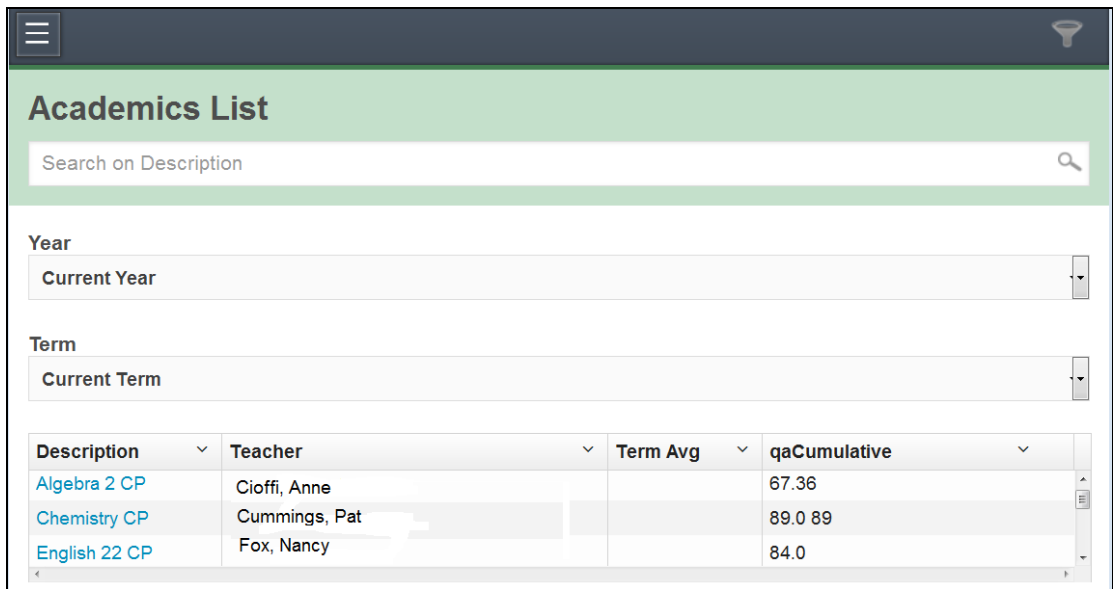 Academics List
Search on Description
Year
Current Year
Term
Current Term
Description Teacher Term Avg qaCumulative
Algebra 2 CP Cioffi, Anne 67.36
Chemistry CP Cummings, Pat 89.0 89
English 22 CP Fox, Nancy 84.0